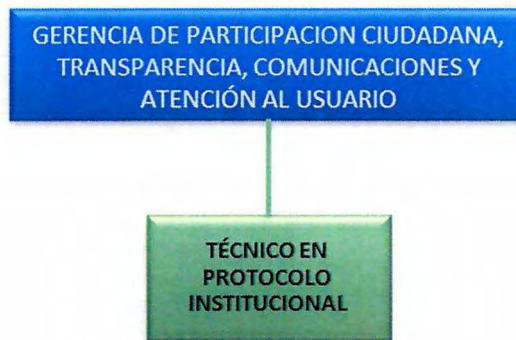 GERENCIA DE PARTICIPACION CIUDADANA,
TRANSPARENCIA, COMUNICACIONES Y
ATENCIÓN AL USUARIO
TÉCNICO EN
PROTOCOLO
INSTITUCIONAL